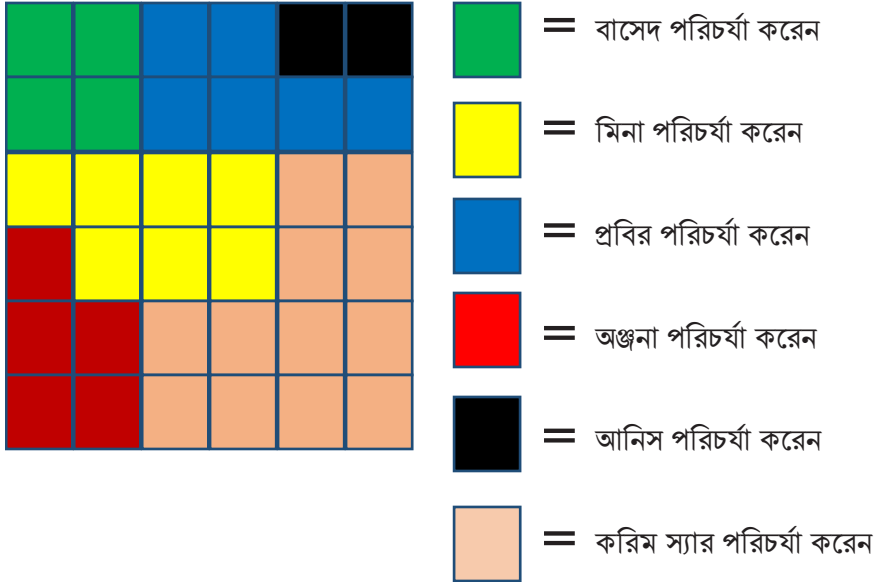 = বাসেদ পরিচর্যা করেন
= মিনা পরিচর্যা করেন
= প্রবির পরিচর্যা করেন
= অঞ্জনা পরিচর্যা করেন
= আনিস পরিচর্যা করেন
= করিম স্যার পরিচর্যা করেন